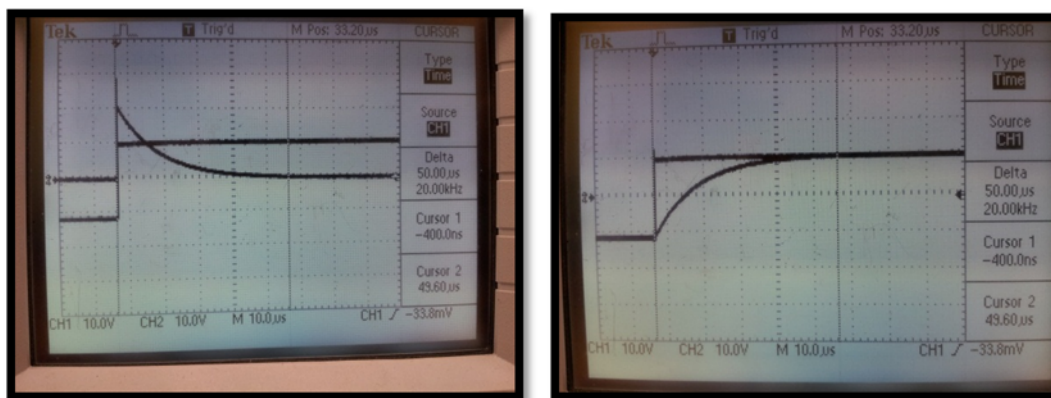 Tek T Trig'd M Pos: 33.20µs CURSOR
Type
Time
Source
CH1
Delta
50.00µs
20.00kHz
Cursor 1
-400.0ns
Cursor 2
49.60µs
CH1 10.0V CH2 10.0V M 10.0µs CH1 -33.8mV
Tek T Trig'd M Pos: 33.20µs CURSOR
Type
Time
Source
CH1
Delta
50.00µs
20.00kHz
Cursor 1
-400.0ns
Cursor 2
49.60µs
CH1 10.0V CH2 10.0V M 10.0µs CH1 -33.8mV